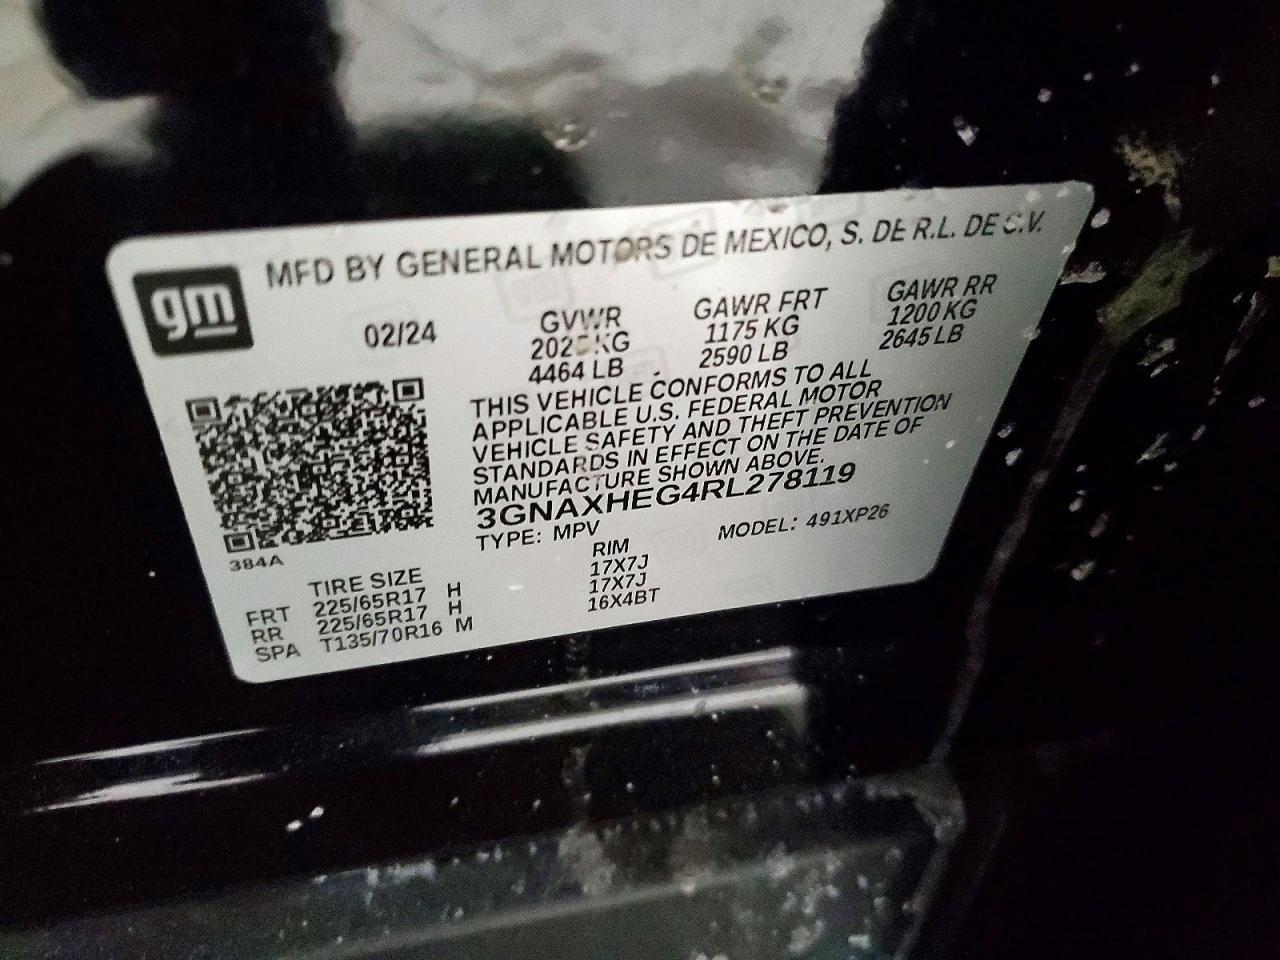 gm
MFD BY GENERAL MOTORS DE MEXICO, S. DE R.L. DE C.V.
02/24
GVWR GAWR FRT GAWR RR
2025 KG 1175 KG 1200 KG
4464 LB 2590 LB 2645 LB
THIS VEHICLE CONFORMS TO ALL
APPLICABLE U.S. FEDERAL MOTOR
VEHICLE SAFETY AND THEFT PREVENTION
STANDARDS IN EFFECT ON THE DATE OF
MANUFACTURE SHOWN ABOVE.
3GNAXHEG4RL278119
TYPE: MPV MODEL: 491XP26
384A
TIRE SIZE RIM
FRT 225/65R17 H 17X7J
RR 225/65R17 H 17X7J
SPA T135/70R16 M 16X4BT